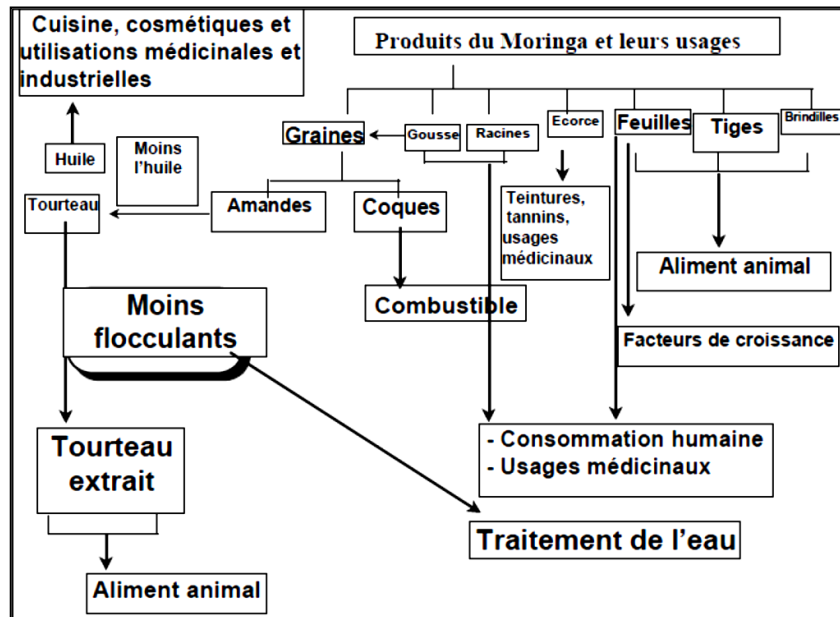 Cuisine, cosmétiques et
utilisations médicinales et
industrielles
Produits du Moringa et leurs usages
Graines
Gousse
Racines
Ecorce
Feuilles
Tiges
Brindilles
Huile
Moins
l'huile
Tourteau
Amandes
Coques
Teintures,
tannins,
usages
médicinaux
Aliment animal
Combustible
Moins
flocculants
Facteurs de croissance
Tourteau
extrait
- Consommation humaine
- Usages médicinaux
Traitement de l'eau
Aliment animal